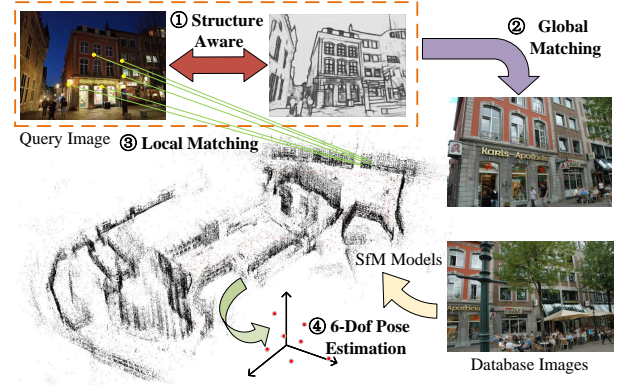 ① Structure
Aware
② Global
Matching
Query Image
③ Local Matching
Karls-Apotheke
SfM Models
④ 6-Dof Pose
Estimation
Database Images